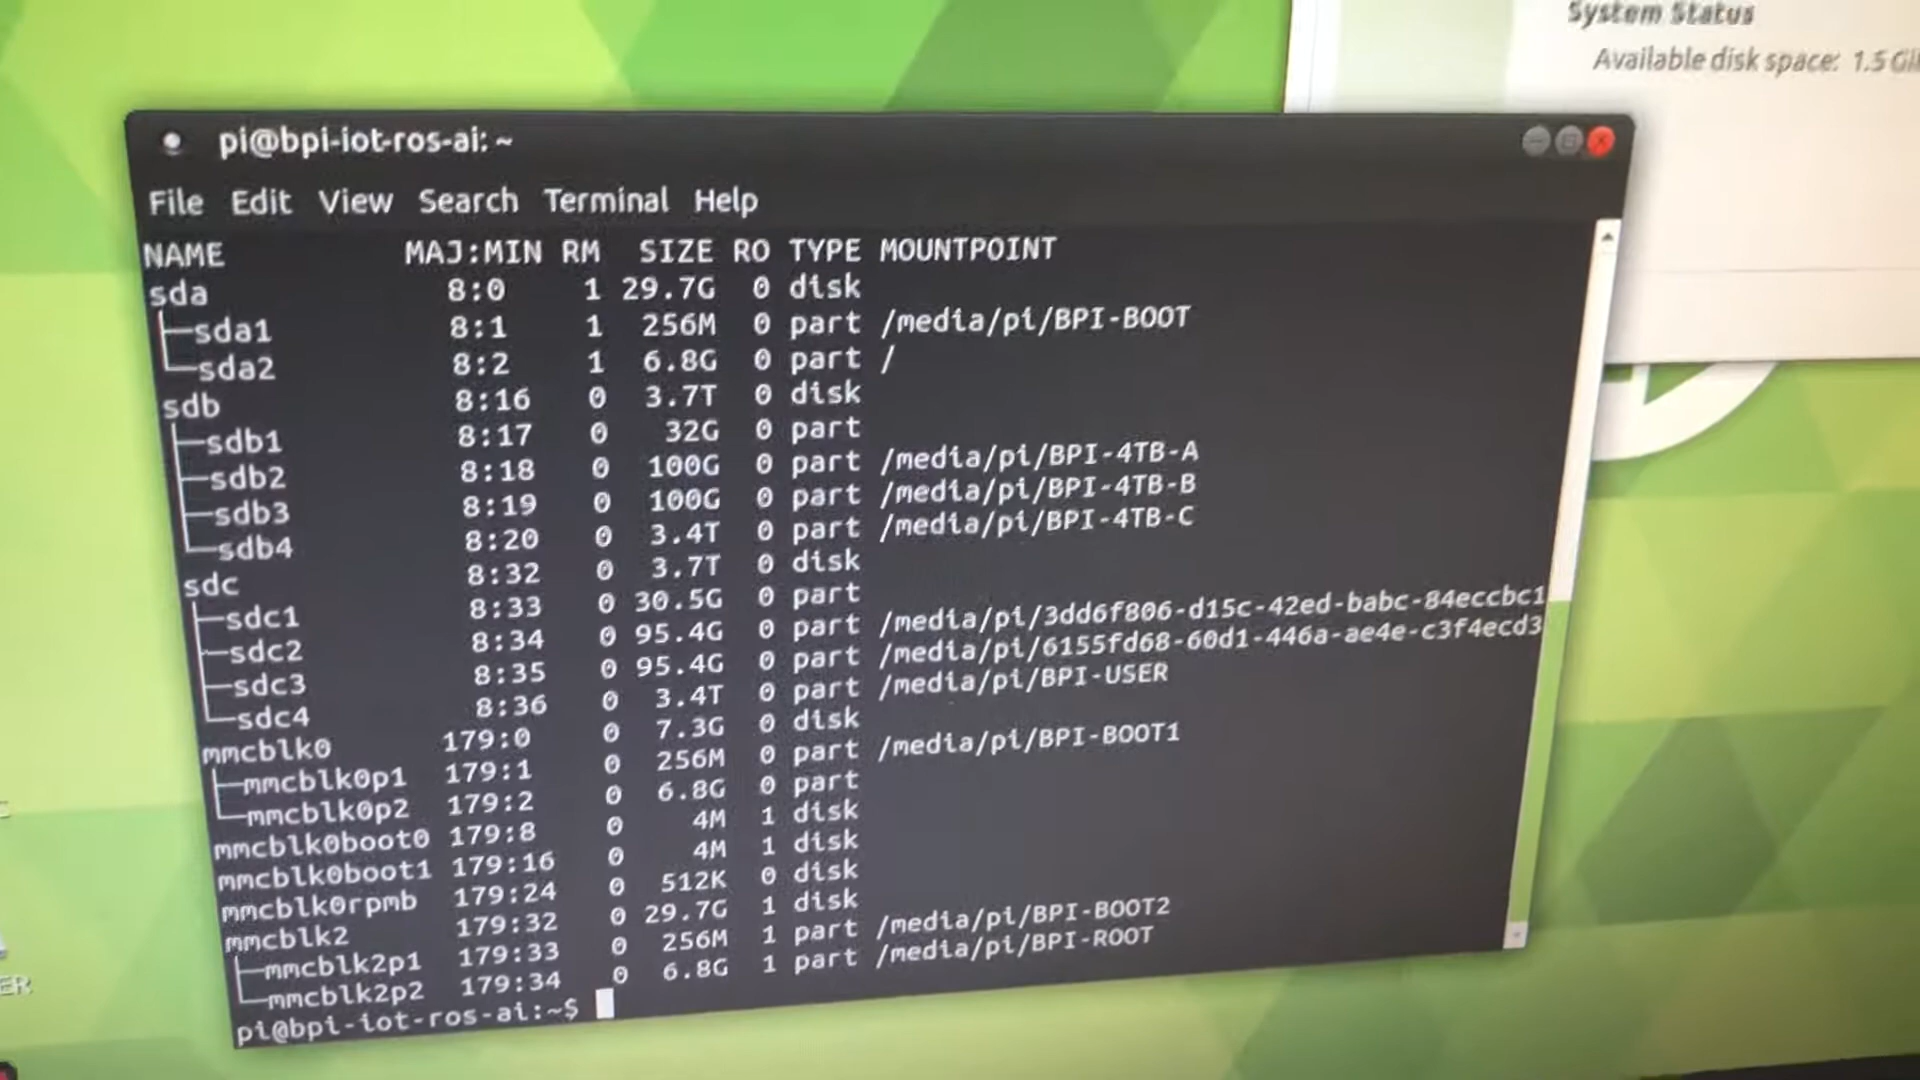 System Status
Available disk space: 1.5 Gi
pi@bpi-iot-ros-ai: ~
File Edit View Search Terminal Help
NAME MAJ:MIN RM SIZE RO TYPE MOUNTPOINT
sda 8:0 1 29.7G 0 disk
├─sda1 8:1 1 256M 0 part /media/pi/BPI-BOOT
└─sda2 8:2 1 6.8G 0 part /
sdb 8:16 0 3.7T 0 disk
├─sdb1 8:17 0 32G 0 part
├─sdb2 8:18 0 100G 0 part /media/pi/BPI-4TB-A
├─sdb3 8:19 0 100G 0 part /media/pi/BPI-4TB-B
└─sdb4 8:20 0 3.4T 0 part /media/pi/BPI-4TB-C
sdc 8:32 0 3.7T 0 disk
├─sdc1 8:33 0 30.5G 0 part
├─sdc2 8:34 0 95.4G 0 part /media/pi/3dd6f806-d15c-42ed-babc-84eccbc1
├─sdc3 8:35 0 95.4G 0 part /media/pi/6155fd68-60d1-446a-ae4e-c3f4ecd3
└─sdc4 8:36 0 3.4T 0 part /media/pi/BPI-USER
mmcblk0 179:0 0 7.3G 0 disk
├─mmcblk0p1 179:1 0 256M 0 part /media/pi/BPI-BOOT1
└─mmcblk0p2 179:2 0 6.8G 0 part
mmcblk0boot0 179:8 0 4M 1 disk
mmcblk0boot1 179:16 0 4M 1 disk
mmcblk0rpmb 179:24 0 512K 0 disk
mmcblk2 179:32 0 29.7G 1 disk
├─mmcblk2p1 179:33 0 256M 1 part /media/pi/BPI-BOOT2
└─mmcblk2p2 179:34 0 6.8G 1 part /media/pi/BPI-ROOT
pi@bpi-iot-ros-ai:~$
ER